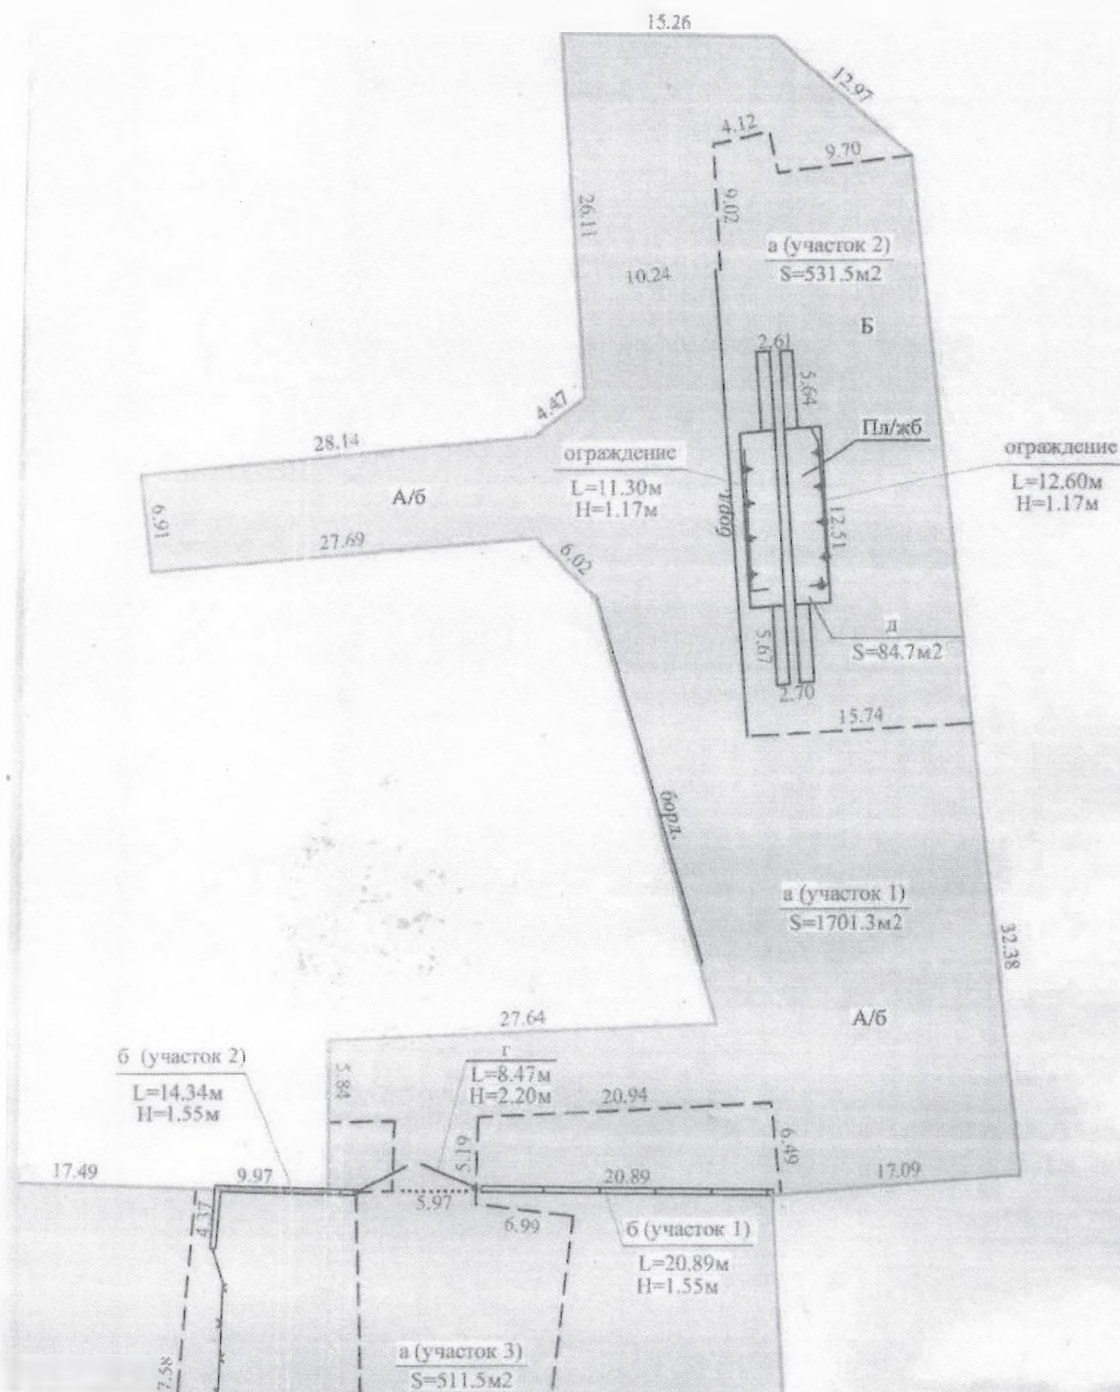 15.26
12.97
4.12
9.70
9.02
26.11
а (участок 2)
S=531.5м2
10.24
Б
2.61
5.64
4.47
Пл/жб
28.14
ограждение
L=11.30м
H=1.17м
ограждение
L=12.60м
H=1.17м
А/б
6.91
борд.
12.51
27.69
6.02
д
S=84.7м2
5.67
2.70
15.74
борд.
а (участок 1)
S=1701.3м2
32.38
27.64
А/б
б (участок 2)
L=14.34м
H=1.55м
г
L=8.47м
H=2.20м
5.84
20.94
5.19
6.49
17.49
9.97
20.89
17.09
5.97
4.37
6.99
б (участок 1)
L=20.89м
H=1.55м
а (участок 3)
S=511.5м2
7.58